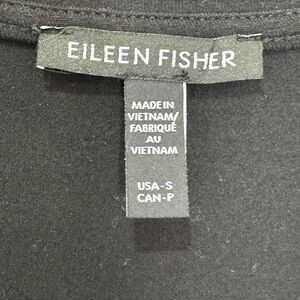 EILEEN FISHER
MADE IN
VIETNAM/
FABRIQUÉ
AU
VIETNAM
USA-S
CAN-P